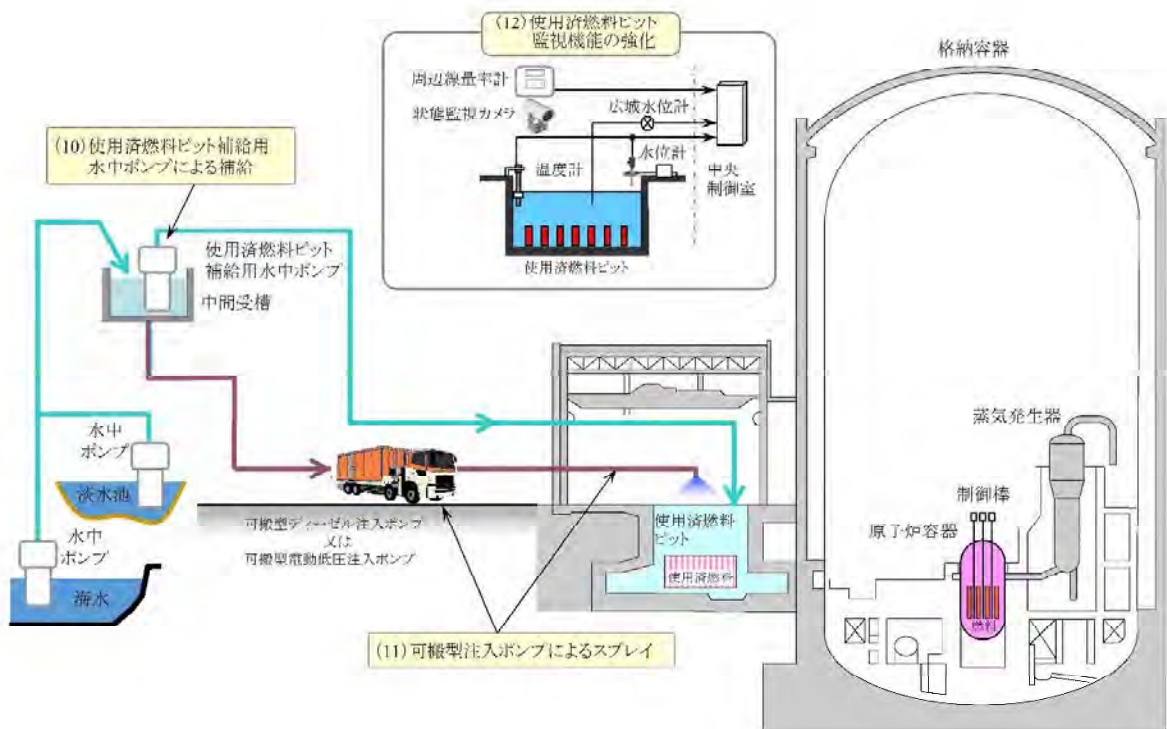 (12)使用済燃料ピット
監視機能の強化
周辺線量率計
状態監視カメラ
広域水位計
温度計
水位計
中央
制御室
使用済燃料ピット
格納容器
(10)使用済燃料ピット補給用
水中ポンプによる補給
使用済燃料ピット
補給用水中ポンプ
中間受槽
水中
ポンプ
淡水池
水中
ポンプ
海水
可搬型ディーゼル注入ポンプ
又は
可搬型電動低圧注入ポンプ
使用済燃料
ピット
使用済燃料
(11)可搬型注入ポンプによるスプレイ
蒸気発生器
制御棒
原子炉容器
燃料